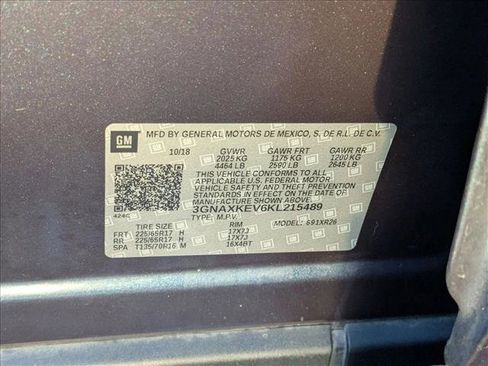 GM
MFD BY GENERAL MOTORS DE MEXICO, S. DE R.L. DE C.V.
10/18 GVWR GAWR FRT GAWR RR
2025 KG 1175 KG 1200 KG
4464 LB 2590 LB 2645 LB
THIS VEHICLE CONFORMS TO ALL
APPLICABLE U.S. FEDERAL MOTOR
VEHICLE SAFETY AND THEFT
PREVENTION STANDARDS IN EFFECT
ON THE DATE OF
MANUFACTURE SHOWN ABOVE.
3GNAXKEV6KL215489
TYPE: M.P.V.
TIRE SIZE RIM
FRT 225/65R17 H 17X7J
RR 225/65R17 H 17X7J
SPA T135/70R16 M 16X4BT